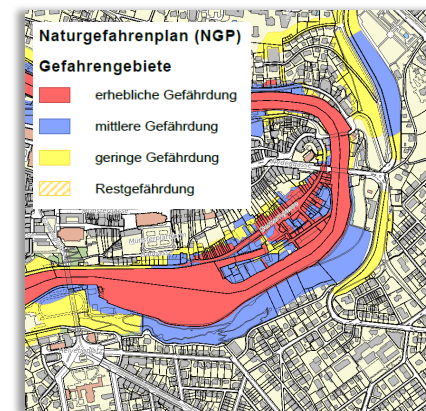 Naturgefahrenplan (NGP)
Gefahrengebiete
erhebliche Gefährdung
mittlere Gefährdung
geringe Gefährdung
Restgefährdung